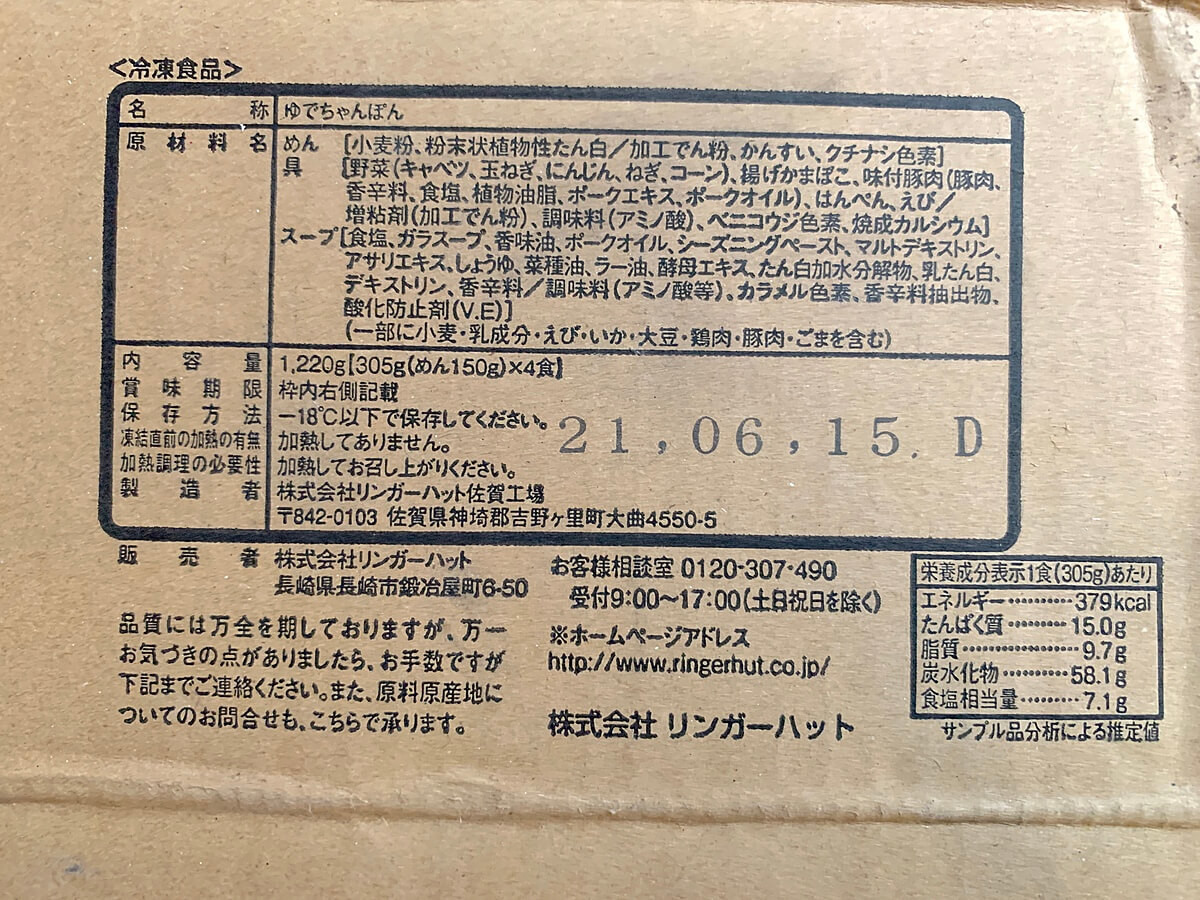 <冷凍食品>
名称 ゆでちゃんぽん
原材料名 めん [小麦粉、粉末状植物性たん白／加工でん粉、かんすい、クチナシ色素]
具 [野菜(キャベツ、玉ねぎ、にんじん、ねぎ、コーン)、揚げかまぼこ、味付豚肉(豚肉、
香辛料、食塩、植物油脂、ポークエキス、ポークオイル)、はんぺん、えび／
増粘剤(加工でん粉)、調味料(アミノ酸)、ベニコウジ色素、焼成カルシウム]
スープ [食塩、ガラスープ、香味油、ポークオイル、シーズニングペースト、マルトデキストリン、
アサリエキス、しょうゆ、菜種油、ラー油、酵母エキス、たん白加水分解物、乳たん白、
デキストリン、香辛料／調味料(アミノ酸等)、カラメル色素、香辛料抽出物、
酸化防止剤(V.E)]
(一部に小麦・乳成分・えび・いか・大豆・鶏肉・豚肉・ごまを含む)
内容量 1,220g[305g(めん150g)×4食]
賞味期限 枠内右側記載
保存方法 −18℃以下で保存してください。
凍結直前の加熱の有無 加熱してありません。
加熱調理の必要性 加熱してお召し上がりください。
21,06,15. D
製造者 株式会社リンガーハット佐賀工場
〒842-0103 佐賀県神埼郡吉野ヶ里町大曲4550-5
販売者 株式会社リンガーハット
長崎県長崎市鍛冶屋町6-50
品質には万全を期しておりますが、万一
お気づきの点がありましたら、お手数ですが
下記までご連絡ください。また、原料原産地に
ついてのお問合せも、こちらで承ります。
お客様相談室 0120-307-490
受付9:00〜17:00(土日祝日を除く)
※ホームページアドレス
http://www.ringerhut.co.jp/
株式会社 リンガーハット
栄養成分表示1食(305g)あたり
エネルギー………379kcal
たんぱく質………15.0g
脂質………………9.7g
炭水化物…………58.1g
食塩相当量………7.1g
サンプル品分析による推定値